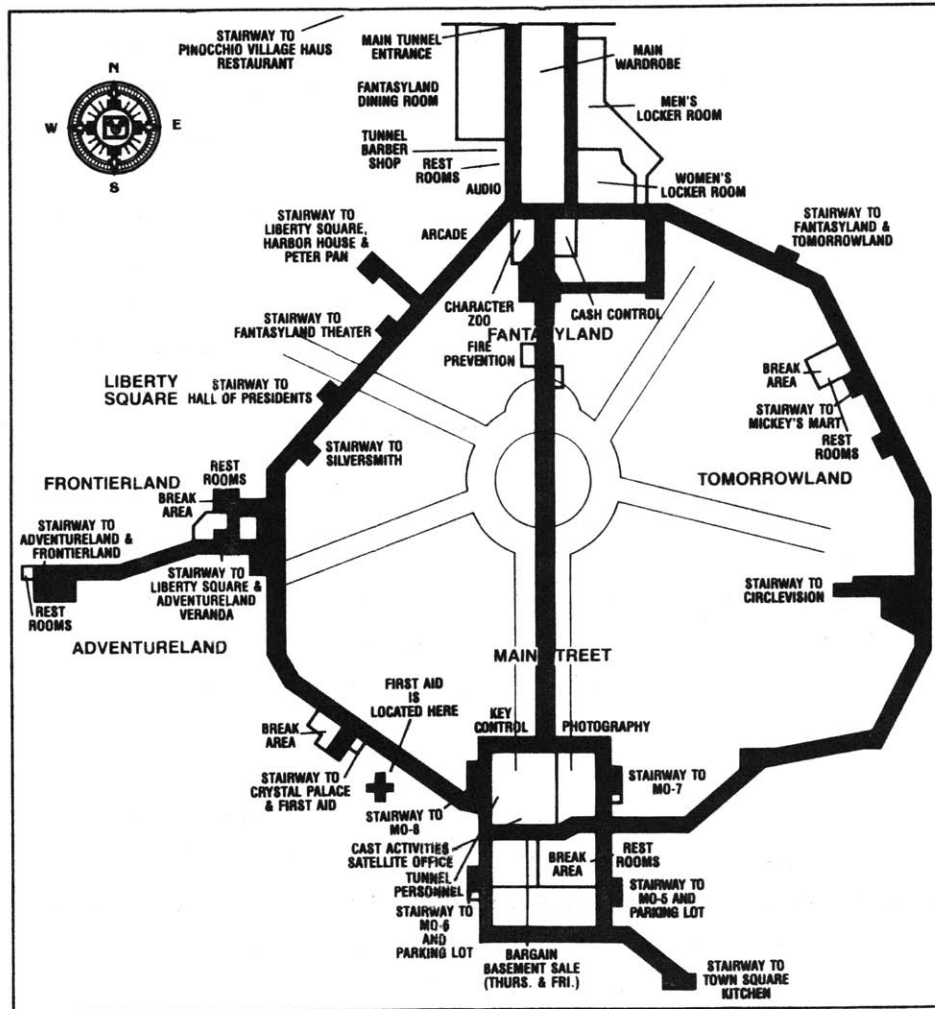 STAIRWAY TO
PINOCCHIO VILLAGE HAUS
RESTAURANT
MAIN TUNNEL
ENTRANCE
MAIN
WARDROBE
FANTASYLAND
DINING ROOM
MEN'S
LOCKER ROOM
N
W
E
S
TUNNEL
BARBER
SHOP
REST
ROOMS
AUDIO
WOMEN'S
LOCKER ROOM
STAIRWAY TO
LIBERTY SQUARE,
HARBOR HOUSE &
PETER PAN
ARCADE
STAIRWAY TO
FANTASYLAND &
TOMORROWLAND
CHARACTER
ZOO
CASH CONTROL
STAIRWAY TO
FANTASYLAND THEATER
FANTASYLAND
FIRE
PREVENTION
LIBERTY
SQUARE
STAIRWAY TO
HALL OF PRESIDENTS
BREAK
AREA
STAIRWAY TO
MICKEY'S MART
REST
ROOMS
STAIRWAY TO
SILVERSMITH
TOMORROWLAND
FRONTIERLAND
REST
ROOMS
BREAK
AREA
STAIRWAY TO
ADVENTURELAND &
FRONTIERLAND
STAIRWAY TO
LIBERTY SQUARE &
ADVENTURELAND
VERANDA
REST
ROOMS
STAIRWAY TO
CIRCLEVISION
ADVENTURELAND
MAIN STREET
FIRST AID
IS
LOCATED HERE
KEY
CONTROL
PHOTOGRAPHY
BREAK
AREA
STAIRWAY TO
CRYSTAL PALACE
& FIRST AID
STAIRWAY TO
MO-7
STAIRWAY TO
MO-8
CAST ACTIVITIES
SATELLITE OFFICE
TUNNEL
PERSONNEL
BREAK
AREA
REST
ROOMS
STAIRWAY TO
MO-6
AND
PARKING LOT
STAIRWAY TO
MO-5 AND
PARKING LOT
BARGAIN
BASEMENT SALE
(THURS. & FRI.)
STAIRWAY TO
TOWN SQUARE
KITCHEN